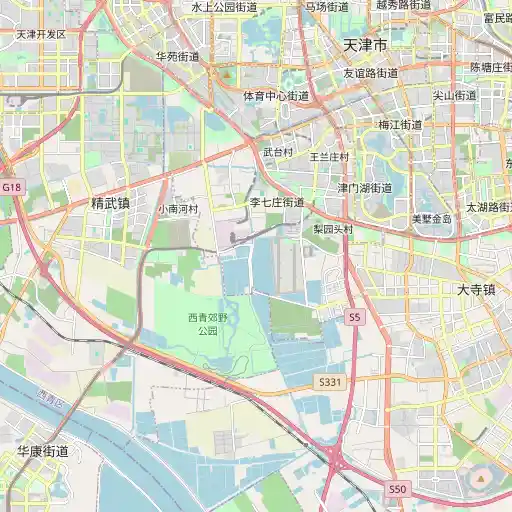 水上公园街道
马场街道
越秀路街道
富民路
天津开发区
天津市
华苑街道
友谊路街道
陈塘庄街
体育中心街道
尖山街道
梅江街道
武台村
王兰庄村
东
G18
津门湖街道
精武镇
小南河村
李七庄街道
太湖路街道
美墅金岛
梨园头村
大寺镇
西青郊野
公园
S5
S331
西青区
华康街道
S50